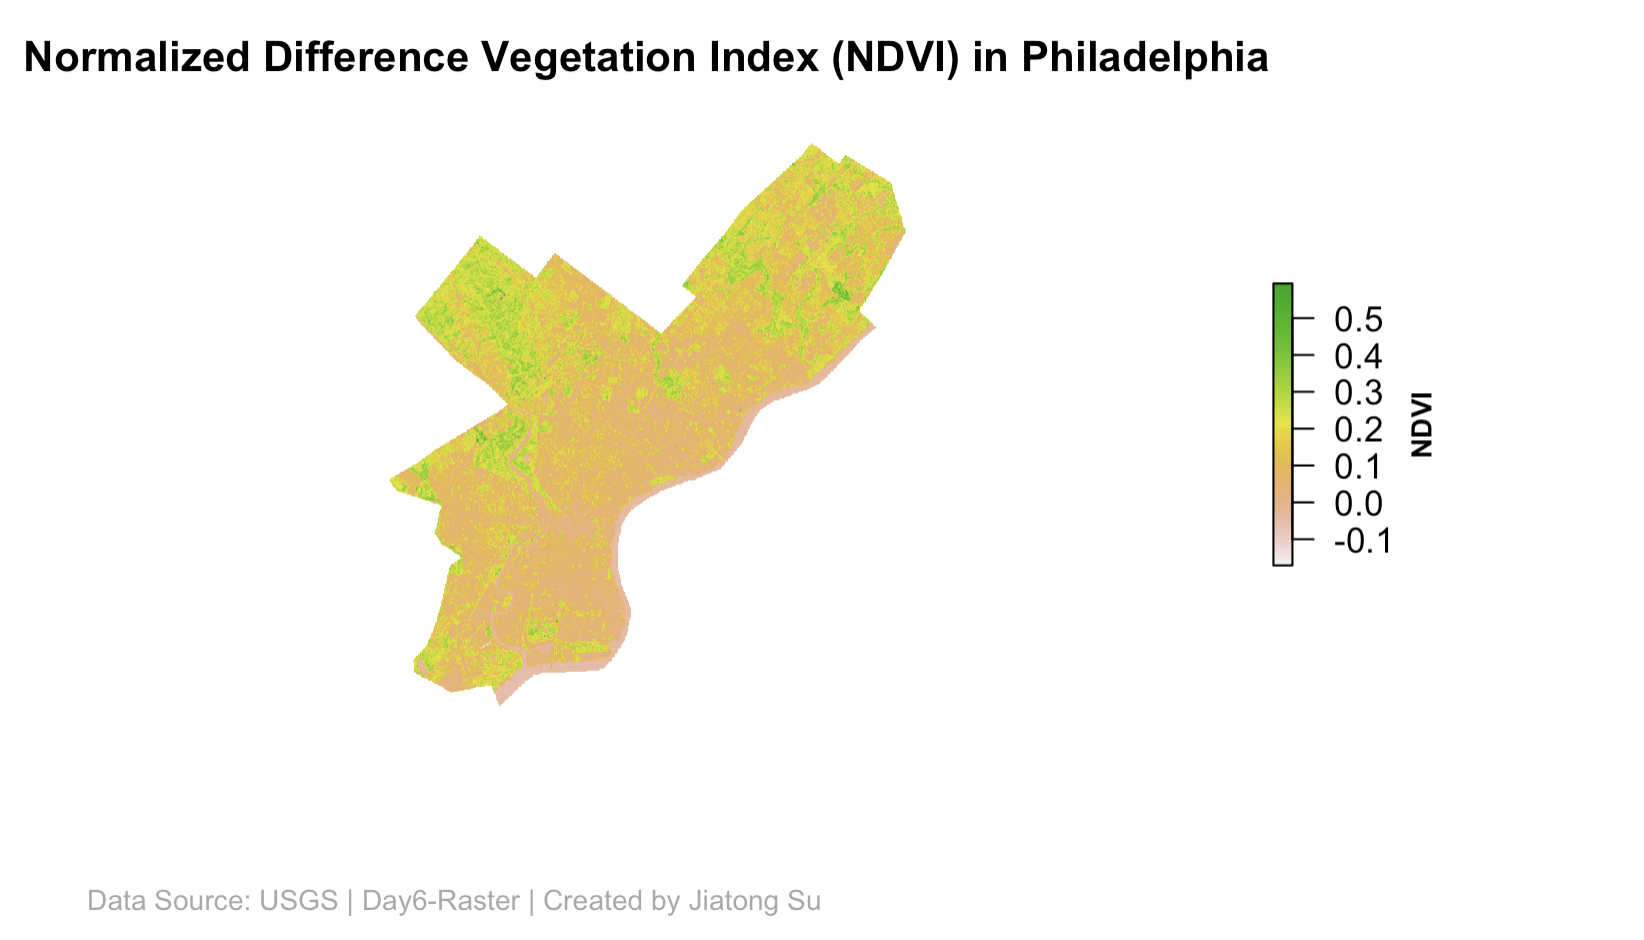 Normalized Difference Vegetation Index (NDVI) in Philadelphia
0.5
0.4
0.3
0.2
0.1
0.0
-0.1
NDVI
Data Source: USGS | Day6-Raster | Created by Jiatong Su